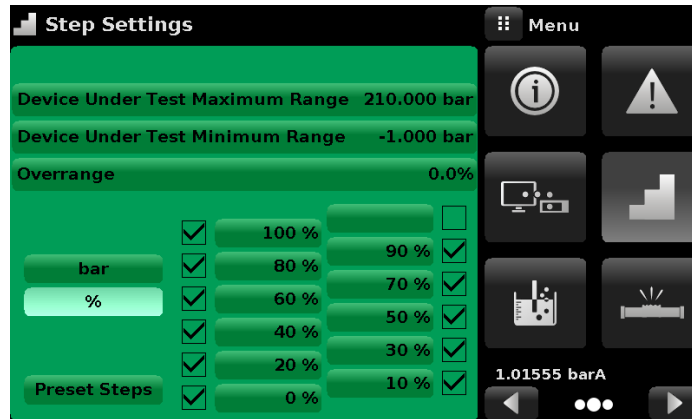 Step Settings
Menu
Device Under Test Maximum Range 210.000 bar
Device Under Test Minimum Range -1.000 bar
Overrange 0.0%
100 %
90 %
bar
80 %
70 %
%
60 %
50 %
40 %
30 %
20 %
10 %
Preset Steps
0 %
1.01555 barA